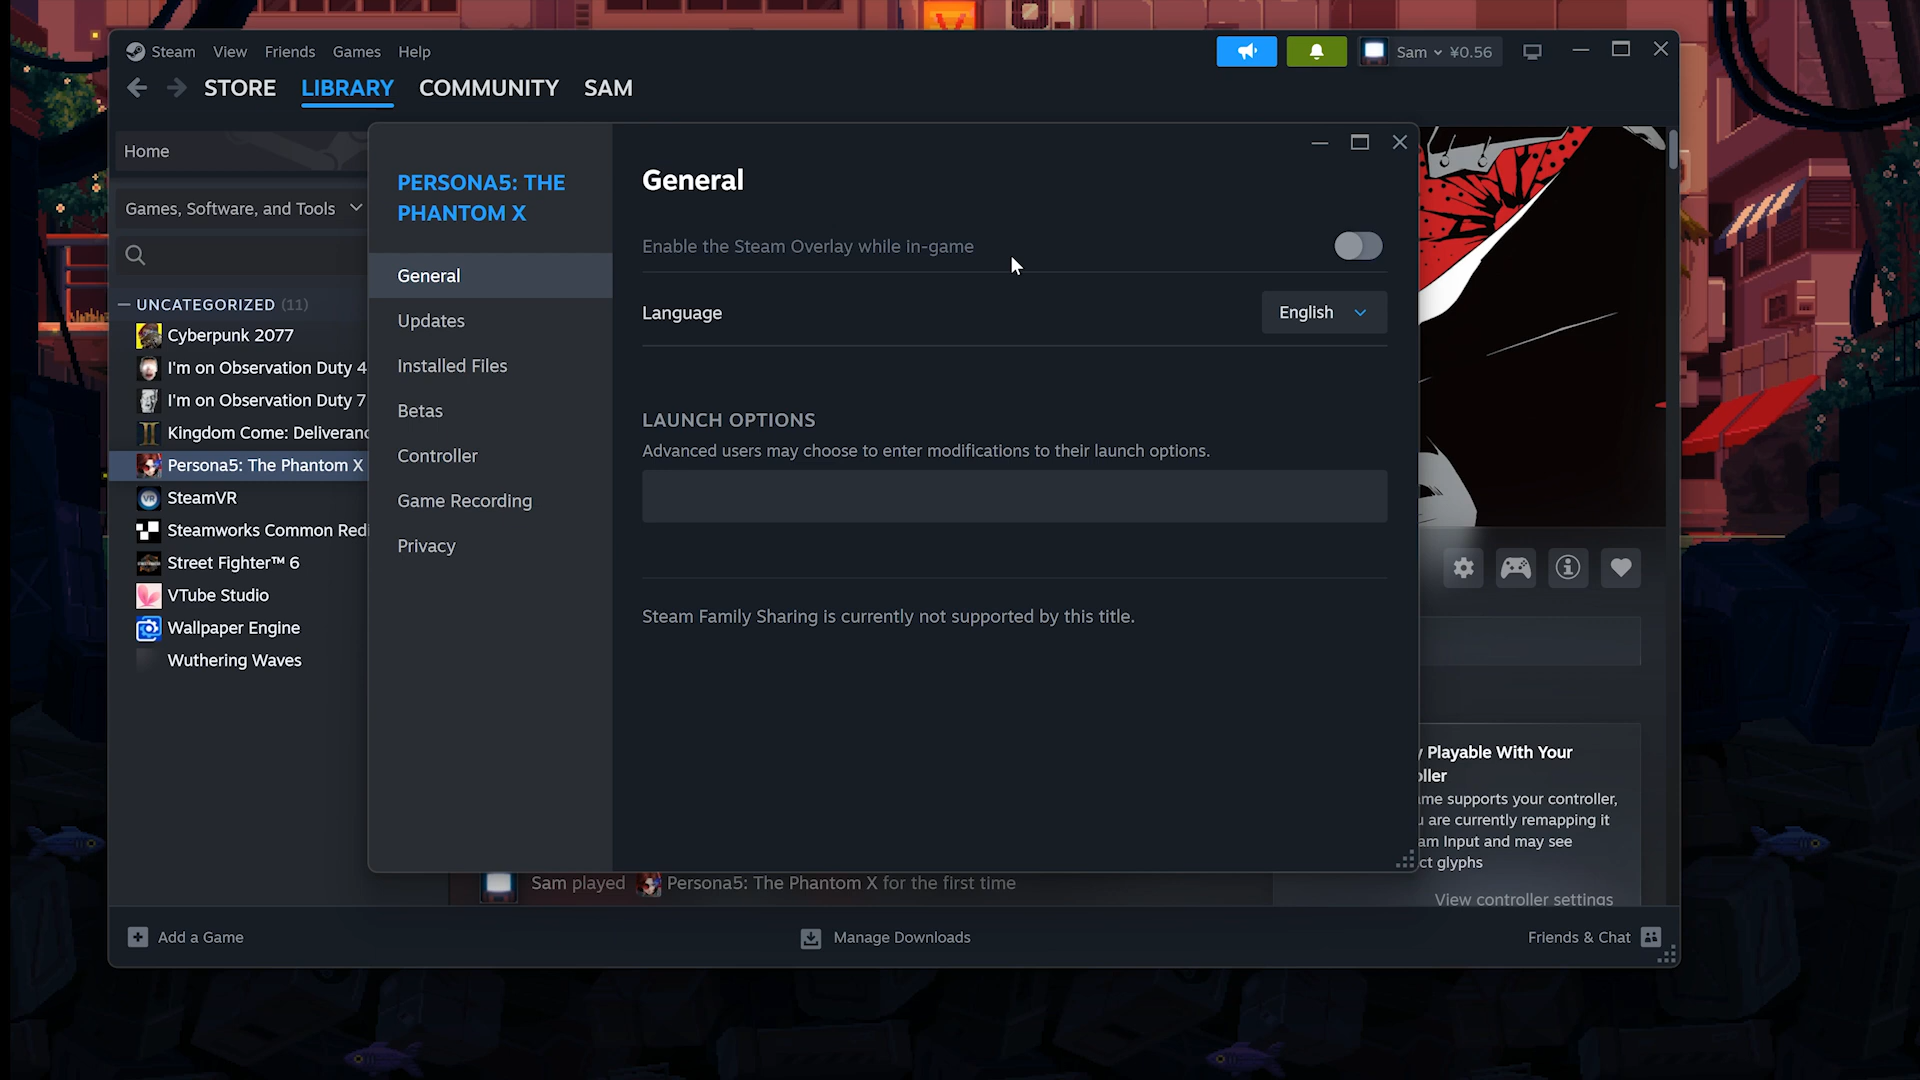 Steam View Friends Games Help
Sam ¥0.56
STORE LIBRARY COMMUNITY SAM
Home
Games, Software, and Tools
UNCATEGORIZED (11)
Cyberpunk 2077
I'm on Observation Duty 4
I'm on Observation Duty 7
Kingdom Come: Deliveranc
Persona5: The Phantom X
SteamVR
Steamworks Common Redi
Street Fighter™ 6
VTube Studio
Wallpaper Engine
Wuthering Waves
PERSONA5: THE
PHANTOM X
General
Updates
Installed Files
Betas
Controller
Game Recording
Privacy
General
Enable the Steam Overlay while in-game
Language English
LAUNCH OPTIONS
Advanced users may choose to enter modifications to their launch options.
Steam Family Sharing is currently not supported by this title.
Playable With Your
ller
me supports your controller,
are currently remapping it
am Input and may see
ct glyphs
View controller settings
Sam played Persona5: The Phantom X for the first time
Add a Game
Manage Downloads
Friends & Chat